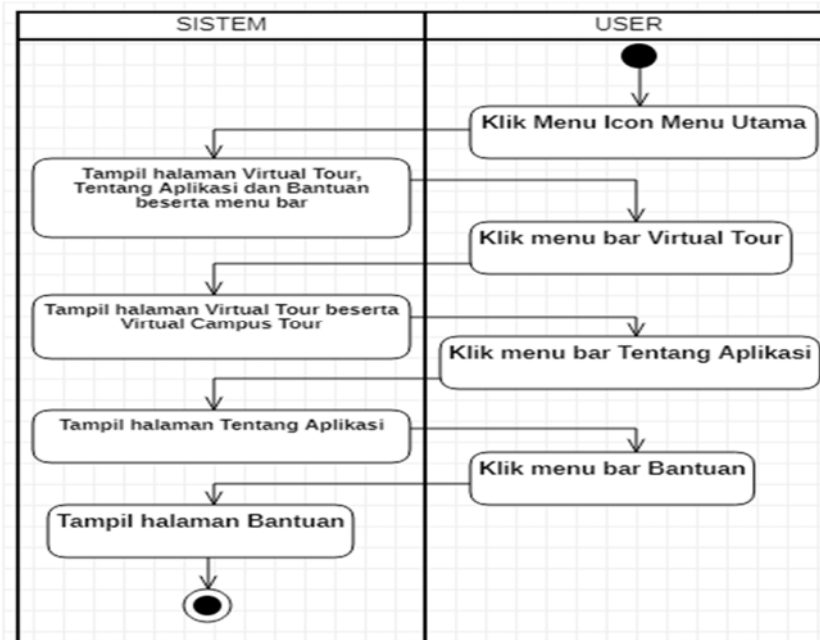 SISTEM
USER
Klik Menu Icon Menu Utama
Tampil halaman Virtual Tour,
Tentang Aplikasi dan Bantuan
beserta menu bar
Klik menu bar Virtual Tour
Tampil halaman Virtual Tour beserta
Virtual Campus Tour
Klik menu bar Tentang Aplikasi
Tampil halaman Tentang Aplikasi
Klik menu bar Bantuan
Tampil halaman Bantuan